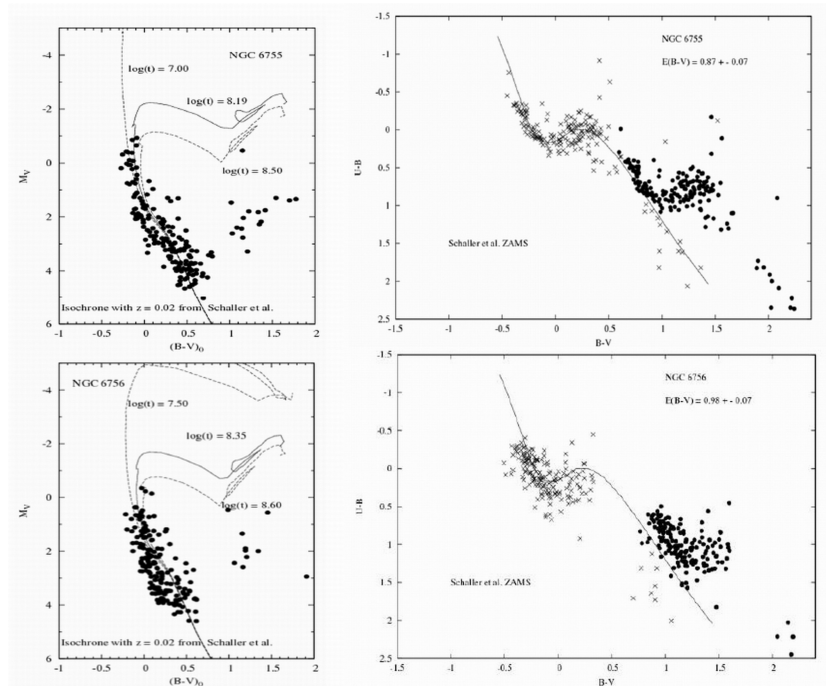 NGC 6755
log(t) = 7.00
log(t) = 8.19
log(t) = 8.50
Isochrone with z = 0.02 from Schaller et al.
M_V
-4
-2
0
2
4
6
-1 -0.5 0 0.5 1 1.5 2
(B-V)_0
NGC 6755
E(B-V) = 0.87 + - 0.07
Schaller et al. ZAMS
U-B
-1.5
-1
-0.5
0
0.5
1
1.5
2
2.5
-1.5 -1 -0.5 0 0.5 1 1.5 2 2.5
B-V
NGC 6756
log(t) = 7.50
log(t) = 8.35
log(t) = 8.60
Isochrone with z = 0.02 from Schaller et al.
M_V
-4
-2
0
2
4
6
-1 -0.5 0 0.5 1 1.5 2
(B-V)_0
NGC 6756
E(B-V) = 0.98 + - 0.07
Schaller et al. ZAMS
U-B
-1.5
-1
-0.5
0
0.5
1
1.5
2
2.5
-1.5 -1 -0.5 0 0.5 1 1.5 2 2.5
B-V